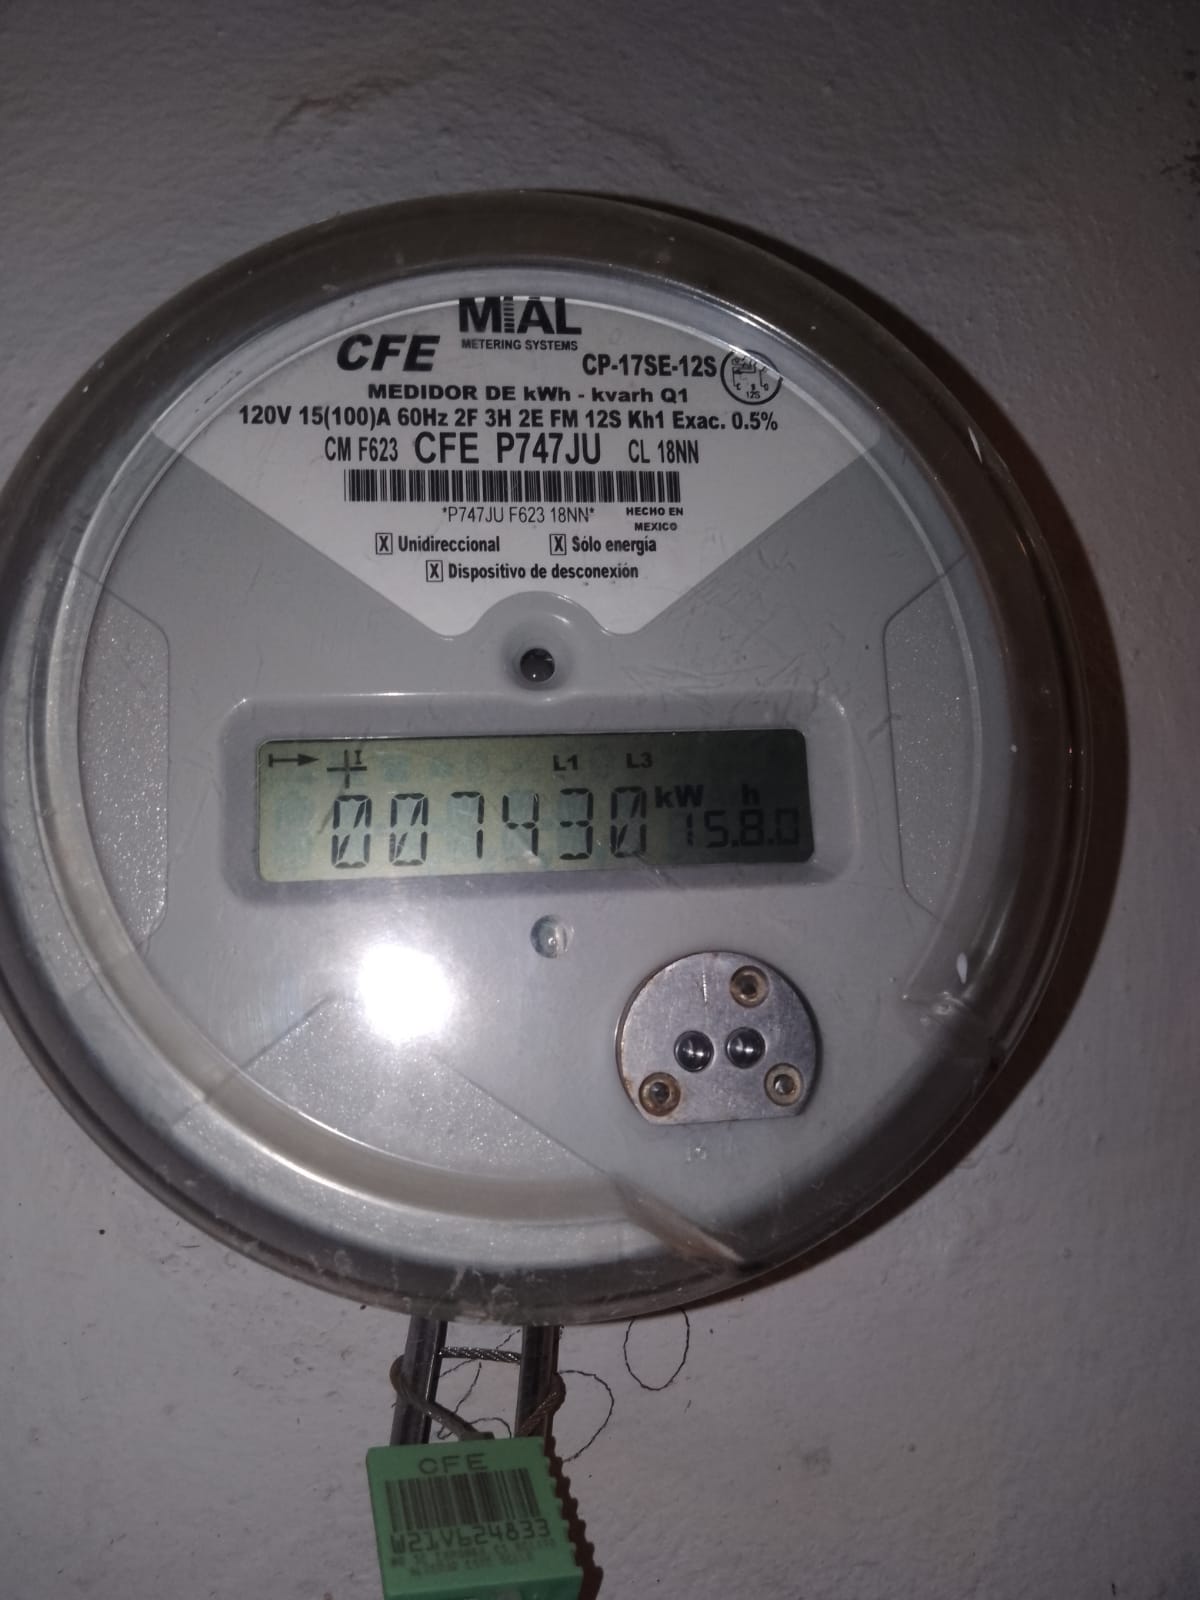 MIAL
METERING SYSTEMS
CFE
CP-17SE-12S
12S
MEDIDOR DE kWh - kvarh Q1
120V 15(100)A 60Hz 2F 3H 2E FM 12S Kh1 Exac. 0.5%
CM F623 CFE P747JU CL 18NN
*P747JU F623 18NN*
HECHO EN
MEXICO
X Unidireccional X Sólo energía
X Dispositivo de desconexión
L1 L3
007430 kW h 15.8.0
CFE
W21V624833